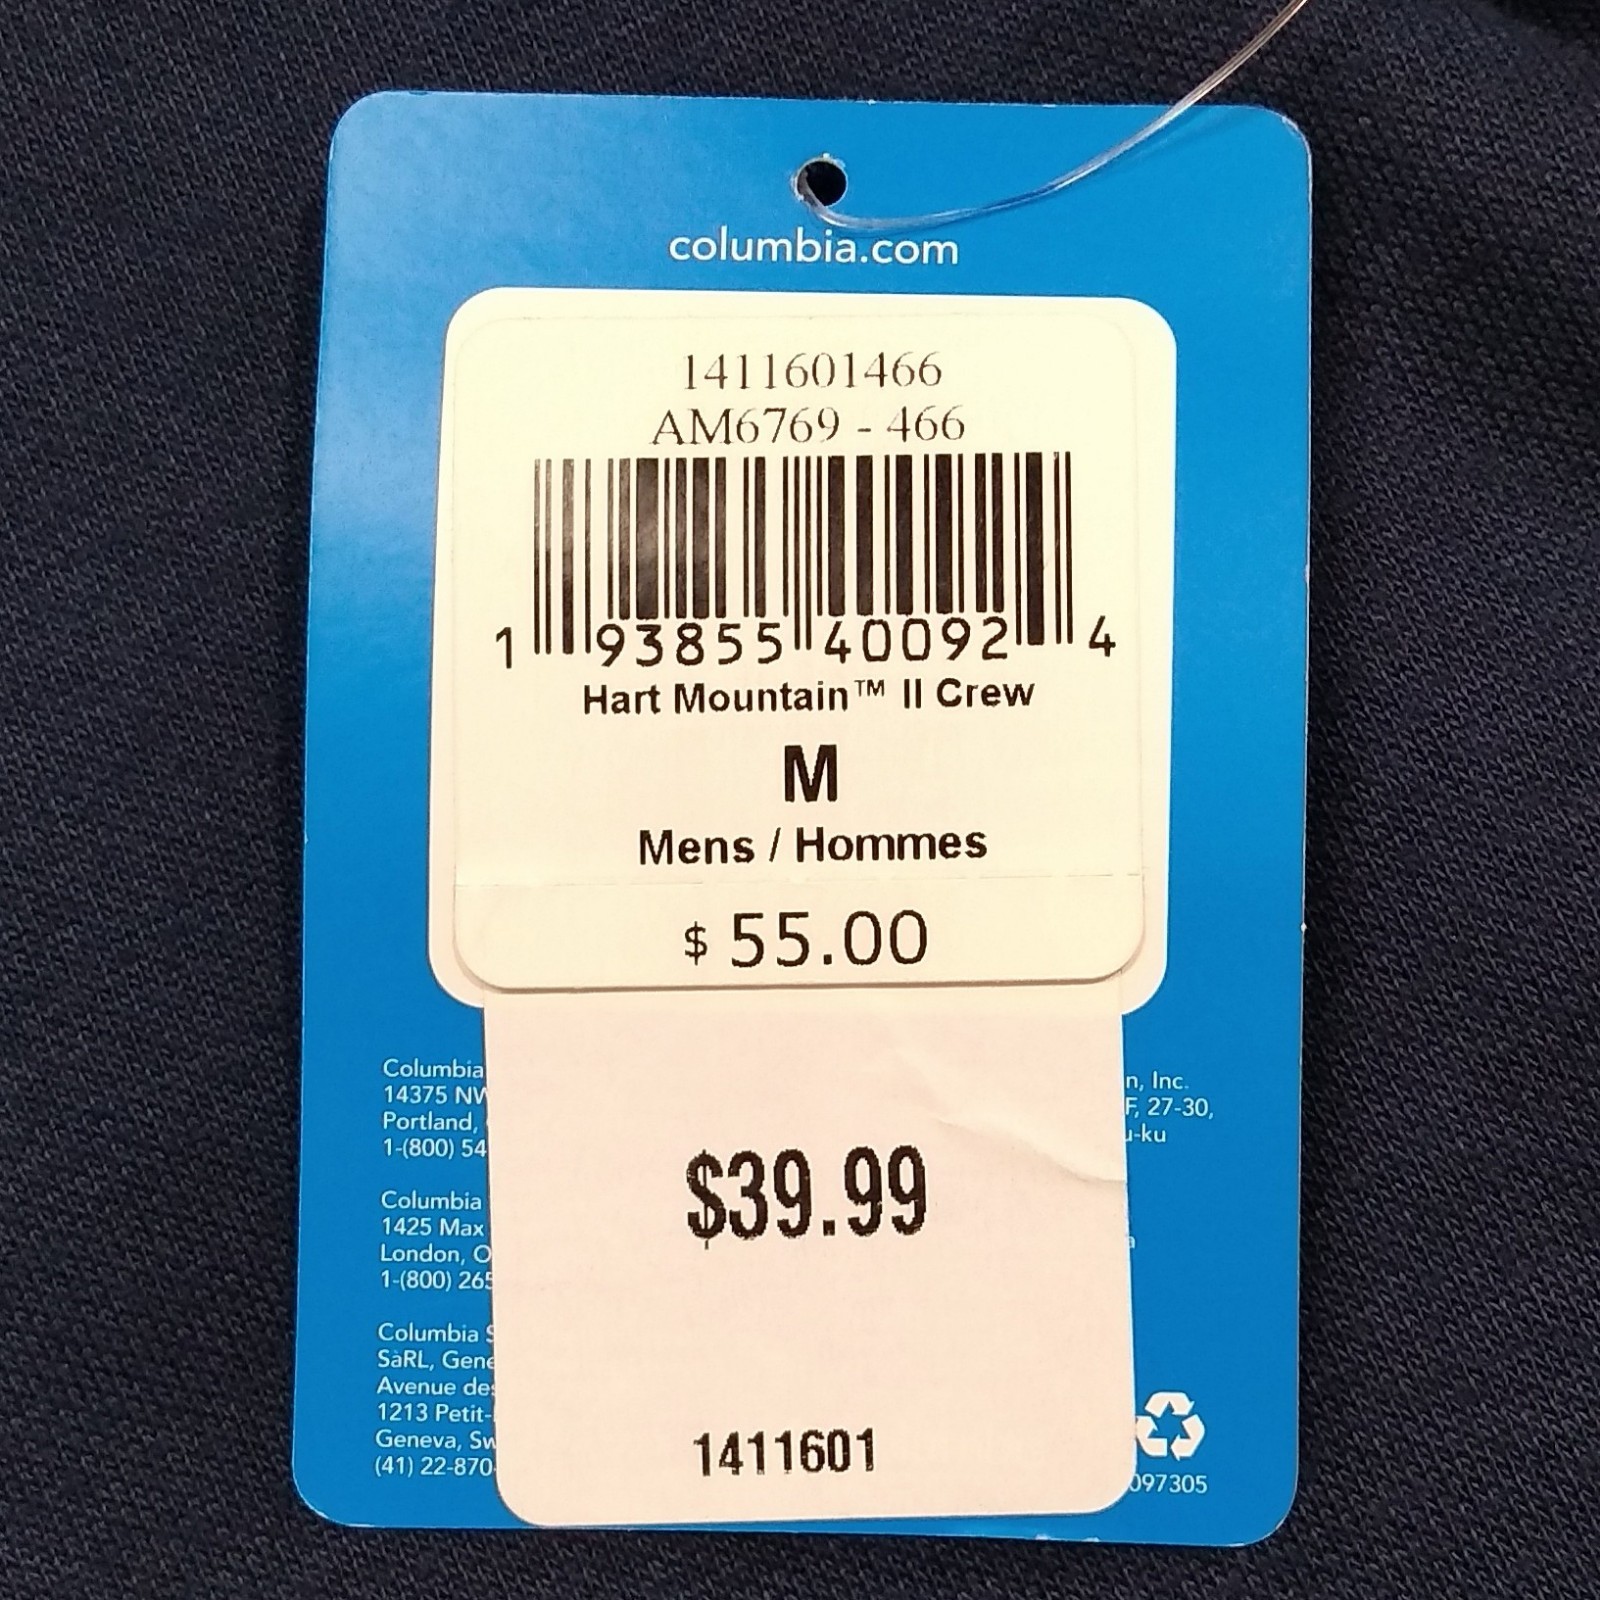 columbia.com
1411601466
AM6769 - 466
1 93855 40092 4
Hart Mountain™ II Crew
M
Mens / Hommes
$ 55.00
$39.99
1411601
Columbia
14375 NW
Portland,
1-(800) 54
Columbia
1425 Max
London, O
1-(800) 265
Columbia S
SàRL, Gene
Avenue des
1213 Petit-
Geneva, Sw
(41) 22-870-
n, Inc.
F, 27-30,
u-ku
a
097305